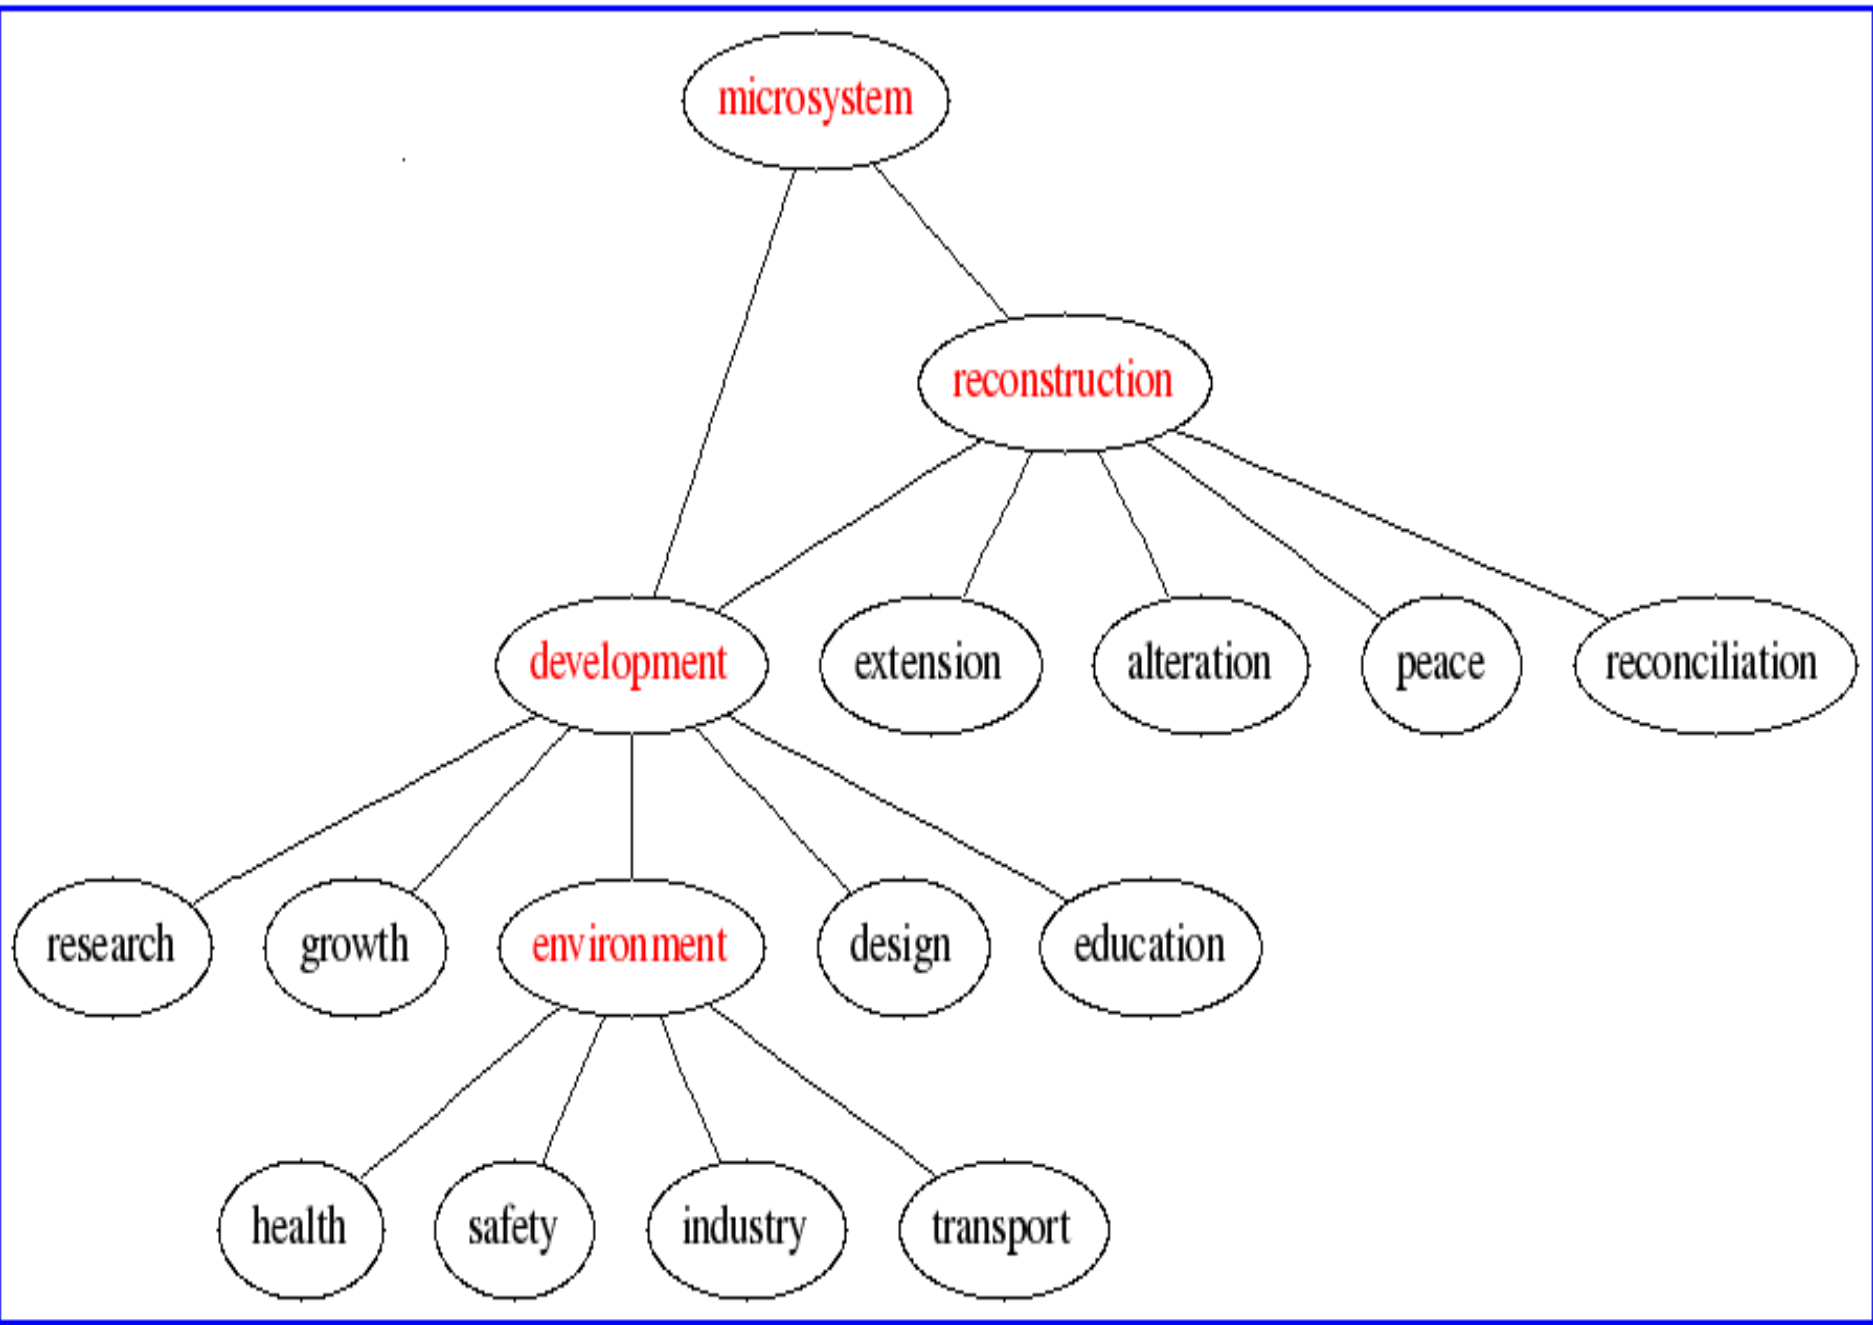 microsystem
reconstruction
development
extension
alteration
peace
reconciliation
research
growth
environment
design
education
health
safety
industry
transport